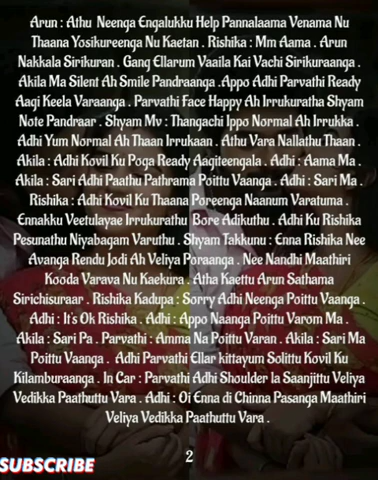 Arun : Athu Neenga Engalukku Help Pannalaama Venama Nu
Thaana Yosikureenga Nu Kaetan . Rishika : Mm Aama . Arun
Nakkala Sirikuran . Gang Ellarum Vaaila Kai Vachi Sirikuraanga .
Akila Ma Silent Ah Smile Pandraanga .Appo Adhi Parvathi Ready
Aagi Keela Varaanga . Parvathi Face Happy Ah Irrukuratha Shyam
Note Pandraar . Shyam Mv : Thangachi Ippo Normal Ah Irrukka .
Adhi Yum Normal Ah Thaan Irrukaan . Athu Vara Nallathu Thaan .
Akila : Adhi Kovil Ku Poga Ready Aagiteengala . Adhi : Aama Ma .
Akila : Sari Adhi Paathu Pathrama Poittu Vaanga . Adhi : Sari Ma .
Rishika : Adhi Kovil Ku Thaana Poreenga Naanum Varatuma .
Ennakku Veetulayae Irrukurathu Bore Adikuthu . Adhi Ku Rishika
Pesunathu Niyabagam Varuthu . Shyam Takkunu : Enna Rishika Nee
Avanga Rendu Jodi Ah Veliya Poraanga . Nee Nandhi Maathiri
Kooda Varava Nu Kaekura . Atha Kaettu Arun Sathama
Sirichisuraar . Rishika Kadupa : Sorry Adhi Neenga Poittu Vaanga .
Adhi : It's Ok Rishika . Adhi : Appo Naanga Poittu Varom Ma .
Akila : Sari Pa . Parvathi : Amma Na Poittu Varan . Akila : Sari Ma
Poittu Vaanga . Adhi Parvathi Ellar kittayum Solittu Kovil Ku
Kilamburaanga . In Car : Parvathi Adhi Shoulder la Saanjittu Veliya
Vedikka Paathuttu Vara . Adhi : Oi Enna di Chinna Pasanga Maathiri
Veliya Vedikka Paathuttu Vara .
2
SUBSCRIBE